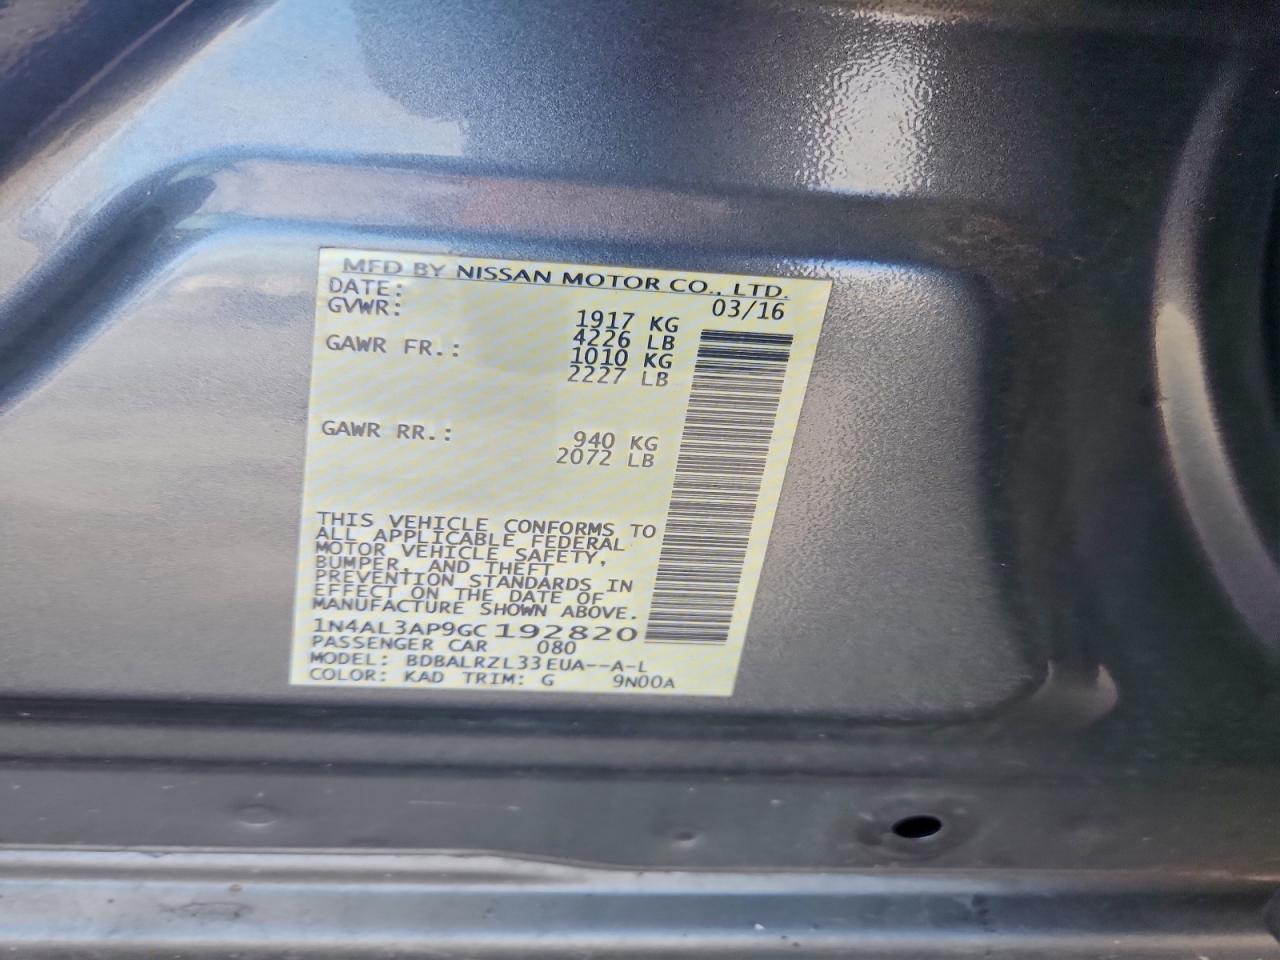 MFD BY NISSAN MOTOR CO., LTD.
DATE: 03/16
GVWR: 1917 KG
4226 LB
GAWR FR.: 1010 KG
2227 LB
GAWR RR.: 940 KG
2072 LB
THIS VEHICLE CONFORMS TO
ALL APPLICABLE FEDERAL
MOTOR VEHICLE SAFETY,
BUMPER, AND THEFT
PREVENTION STANDARDS IN
EFFECT ON THE DATE OF
MANUFACTURE SHOWN ABOVE.
1N4AL3AP9GC192820
PASSENGER CAR 080
MODEL: BDBALRZL33EUA--A-L
COLOR: KAD TRIM: G 9N00A